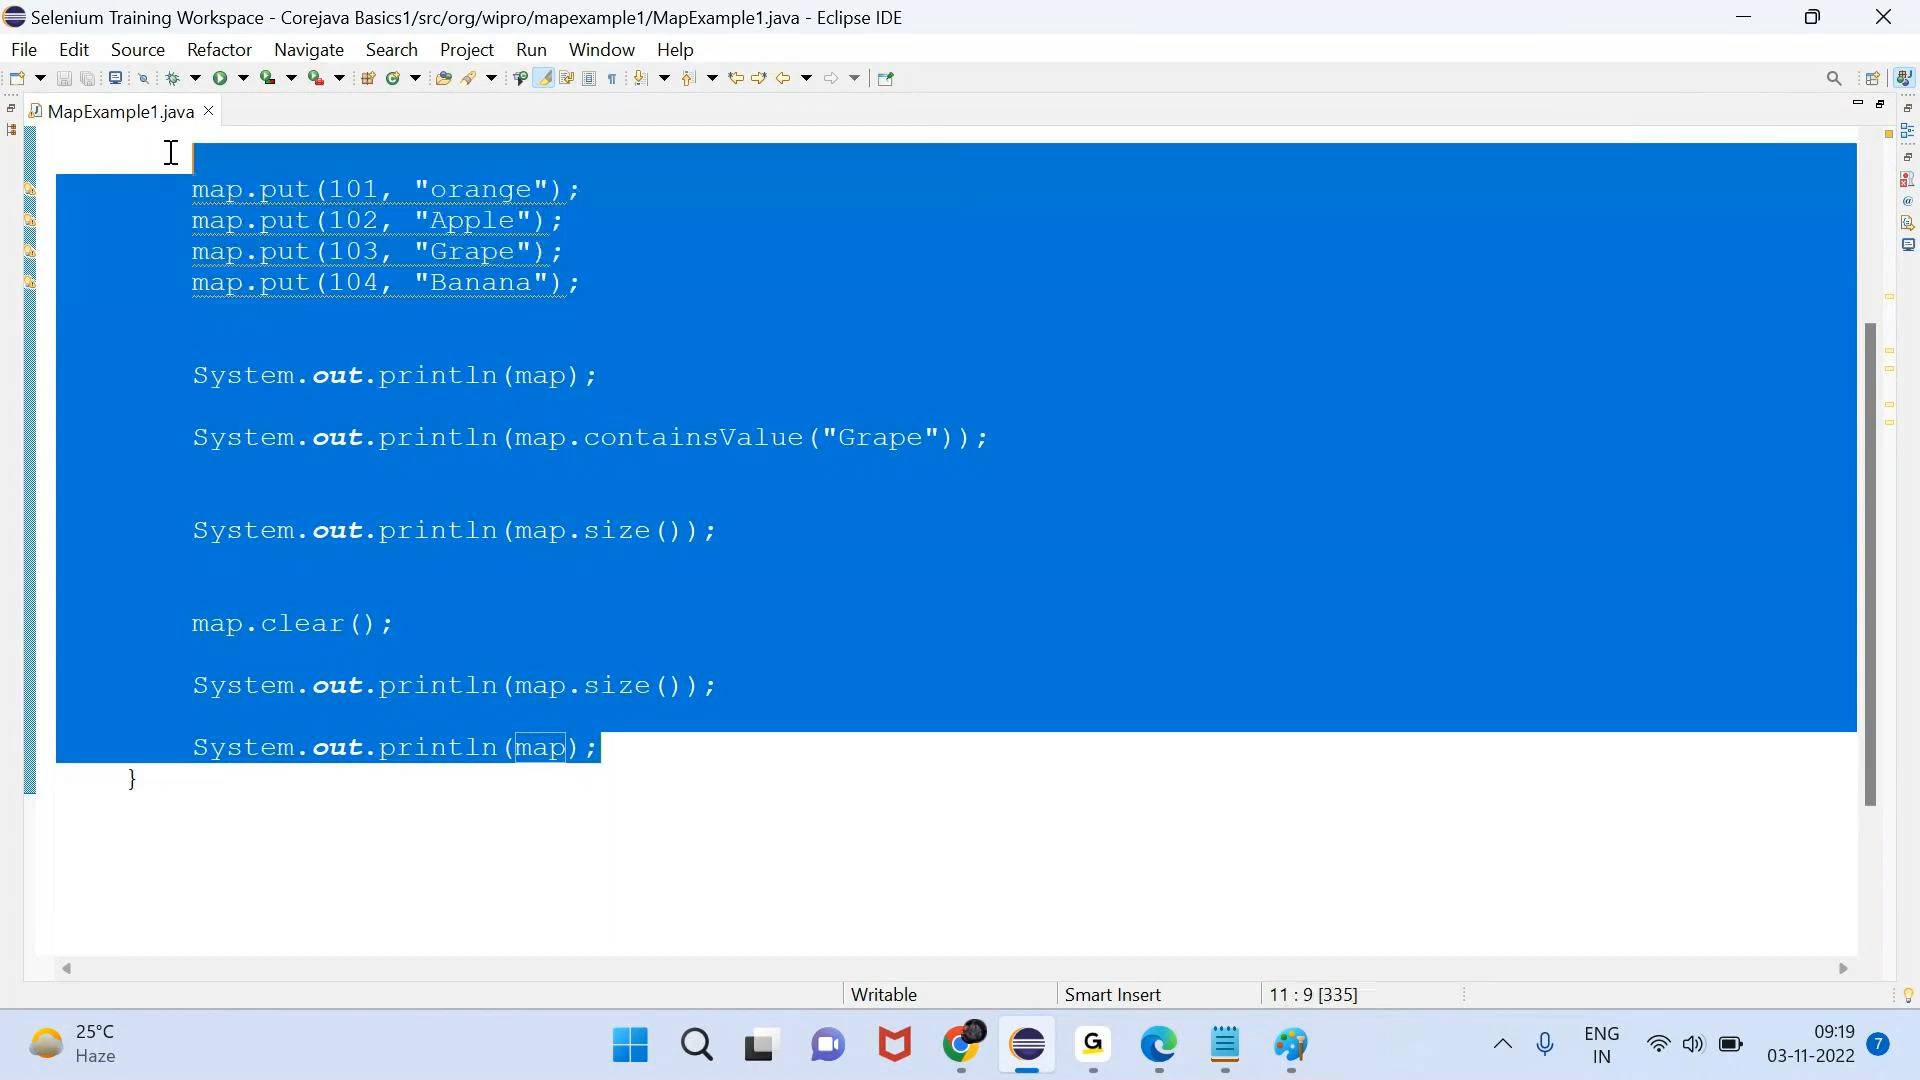 Selenium Training Workspace - Corejava Basics1/src/org/wipro/mapexample1/MapExample1.java - Eclipse IDE
File Edit Source Refactor Navigate Search Project Run Window Help
MapExample1.java
map.put(101, "orange");
map.put(102, "Apple");
map.put(103, "Grape");
map.put(104, "Banana");
System.out.println(map);
System.out.println(map.containsValue("Grape"));
System.out.println(map.size());
map.clear();
System.out.println(map.size());
System.out.println(map);
}
Writable Smart Insert 11 : 9 [335]
25°C
Haze
G
ENG
IN
09:19
03-11-2022
7